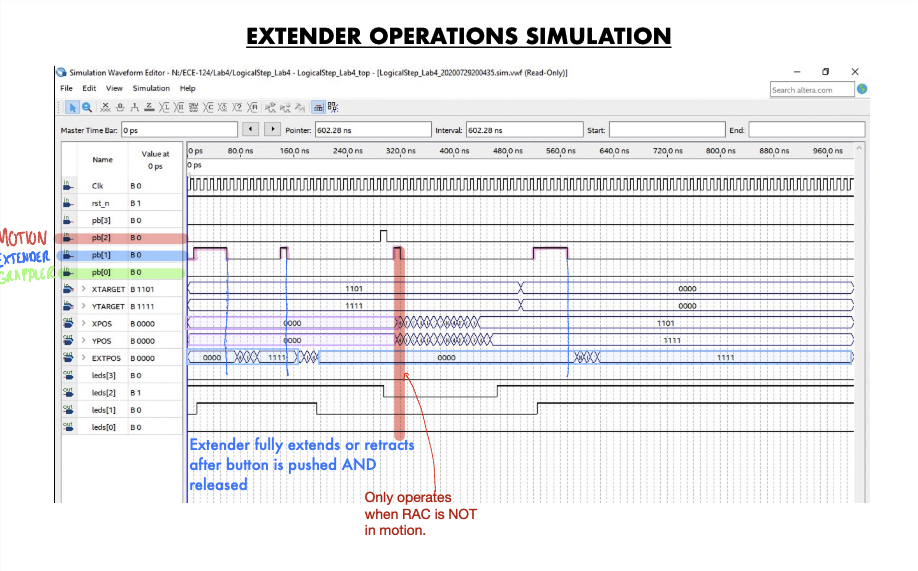 EXTENDER OPERATIONS SIMULATION
Simulation Waveform Editor - N:/ECE-124/Lab4/LogicalStep_Lab4 - LogicalStep_Lab4_top - [LogicalStep_Lab4_20200729200435.sim.vwf (Read-Only)]
File Edit View Simulation Help
Search altera.com
Master Time Bar: 0 ps Pointer: 602.28 ns Interval: 602.28 ns Start: End:
Name Value at 0 ps
0 ps 80.0 ns 160.0 ns 240.0 ns 320.0 ns 400.0 ns 480.0 ns 560.0 ns 640.0 ns 720.0 ns 800.0 ns 880.0 ns 960.0 ns
0 ps
in Clk B 0
in rst_n B 1
in pb[3] B 0
MOTION in pb[2] B 0
EXTENDER in pb[1] B 0
GRAPPLER in pb[0] B 0
in > XTARGET B 1101 1101 0000
in > YTARGET B 1111 1111 0000
out > XPOS B 0000 0000 1101
out > YPOS B 0000 0000 1111
out > EXTPOS B 0000 0000 1111 0000 1111
out leds[3] B 0
out leds[2] B 1
out leds[1] B 0
out leds[0] B 0
Extender fully extends or retracts
after button is pushed AND
released
Only operates
when RAC is NOT
in motion.